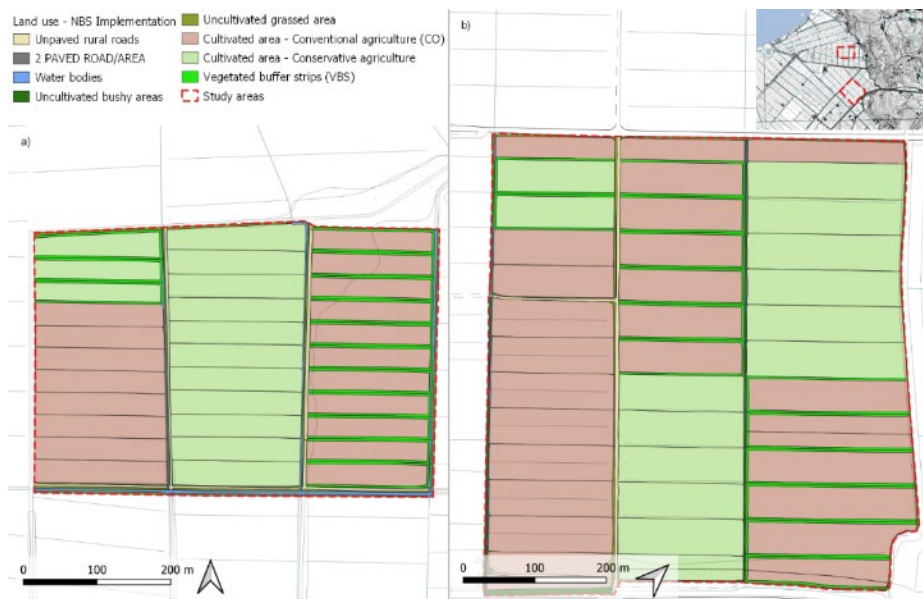 Land use - NBS Implementation
Unpaved rural roads
2 PAVED ROAD/AREA
Water bodies
Uncultivated bushy areas
Uncultivated grassed area
Cultivated area - Conventional agriculture (CO)
Cultivated area - Conservative agriculture
Vegetated buffer strips (VBS)
Study areas
a)
b)
0 100 200 m
0 100 200 m